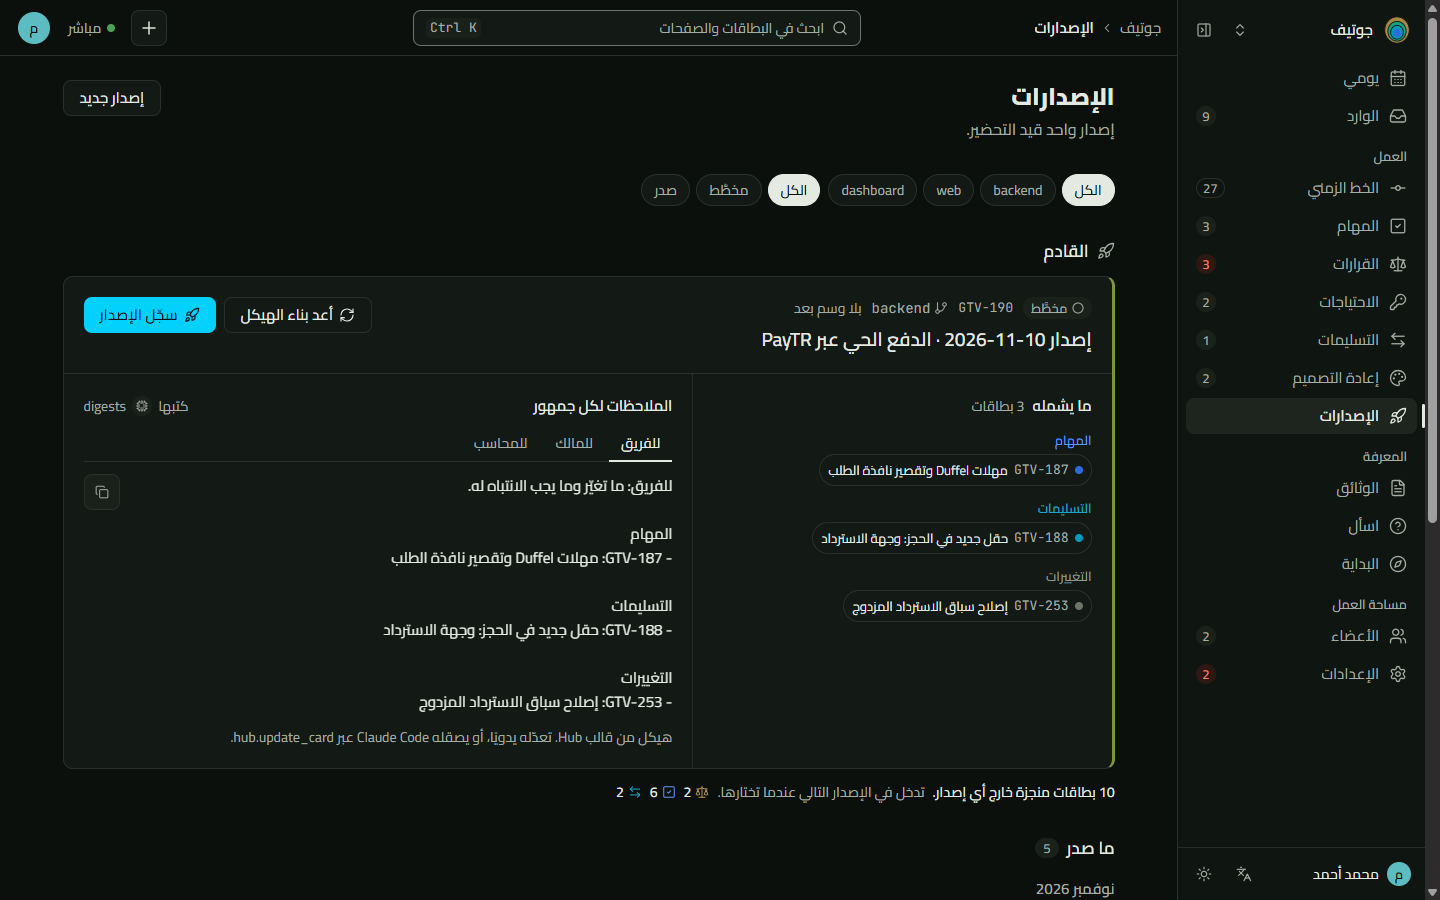 جوتيف
يومي
الوارد 9
العمل
الخط الزمني 27
المهام 3
القرارات 3
الاحتياجات 2
التسليمات 1
إعادة التصميم 2
الإصدارات
المعرفة
الوثائق
اسأل
البداية
مساحة العمل
الأعضاء 2
الإعدادات 2
محمد أحمد م
جوتيف › الإصدارات
ابحث في البطاقات والصفحات Ctrl K
مباشر م
الإصدارات
إصدار جديد
إصدار واحد قيد التحضير.
الكل backend web dashboard الكل مخطَّط صدر
القادم
مخطَّط GTV-190 backend بلا وسم بعد
أعد بناء الهيكل سجّل الإصدار
إصدار 10-11-2026 · الدفع الحي عبر PayTR
ما يشمله 3 بطاقات
المهام
GTV-187 مهلات Duffel وتقصير نافذة الطلب
التسليمات
GTV-188 حقل جديد في الحجز: وجهة الاسترداد
التغييرات
GTV-253 إصلاح سباق الاسترداد المزدوج
الملاحظات لكل جمهور كتبها digests
للفريق للمالك للمحاسب
للفريق: ما تغيّر وما يجب الانتباه له.
المهام
- GTV-187: مهلات Duffel وتقصير نافذة الطلب
التسليمات
- GTV-188: حقل جديد في الحجز: وجهة الاسترداد
التغييرات
- GTV-253: إصلاح سباق الاسترداد المزدوج
هيكل من قالب Hub. تعدّله يدويًا، أو يصقله Claude Code عبر hub.update_card.
10 بطاقات منجزة خارج أي إصدار. تدخل في الإصدار التالي عندما تختارها. 2 6 2
ما صدر 5
نوفمبر 2026